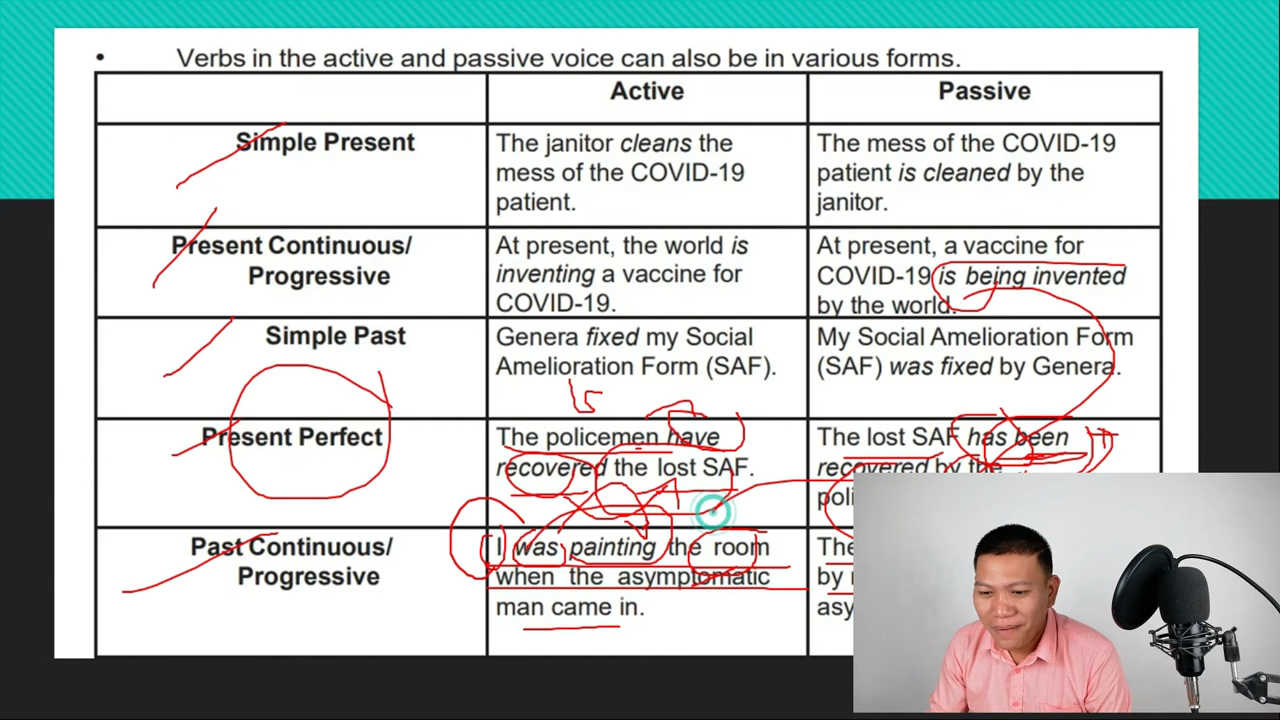 • Verbs in the active and passive voice can also be in various forms.
Active
Passive
Simple Present
The janitor cleans the
mess of the COVID-19
patient.
The mess of the COVID-19
patient is cleaned by the
janitor.
Present Continuous/
Progressive
At present, the world is
inventing a vaccine for
COVID-19.
At present, a vaccine for
COVID-19 is being invented
by the world.
Simple Past
Genera fixed my Social
Amelioration Form (SAF).
My Social Amelioration Form
(SAF) was fixed by Genera.
Present Perfect
The policemen have
recovered the lost SAF.
The lost SAF has been
recovered by the
Past Continuous/
Progressive
I was painting the room
when the asymptomatic
man came in.
The
by